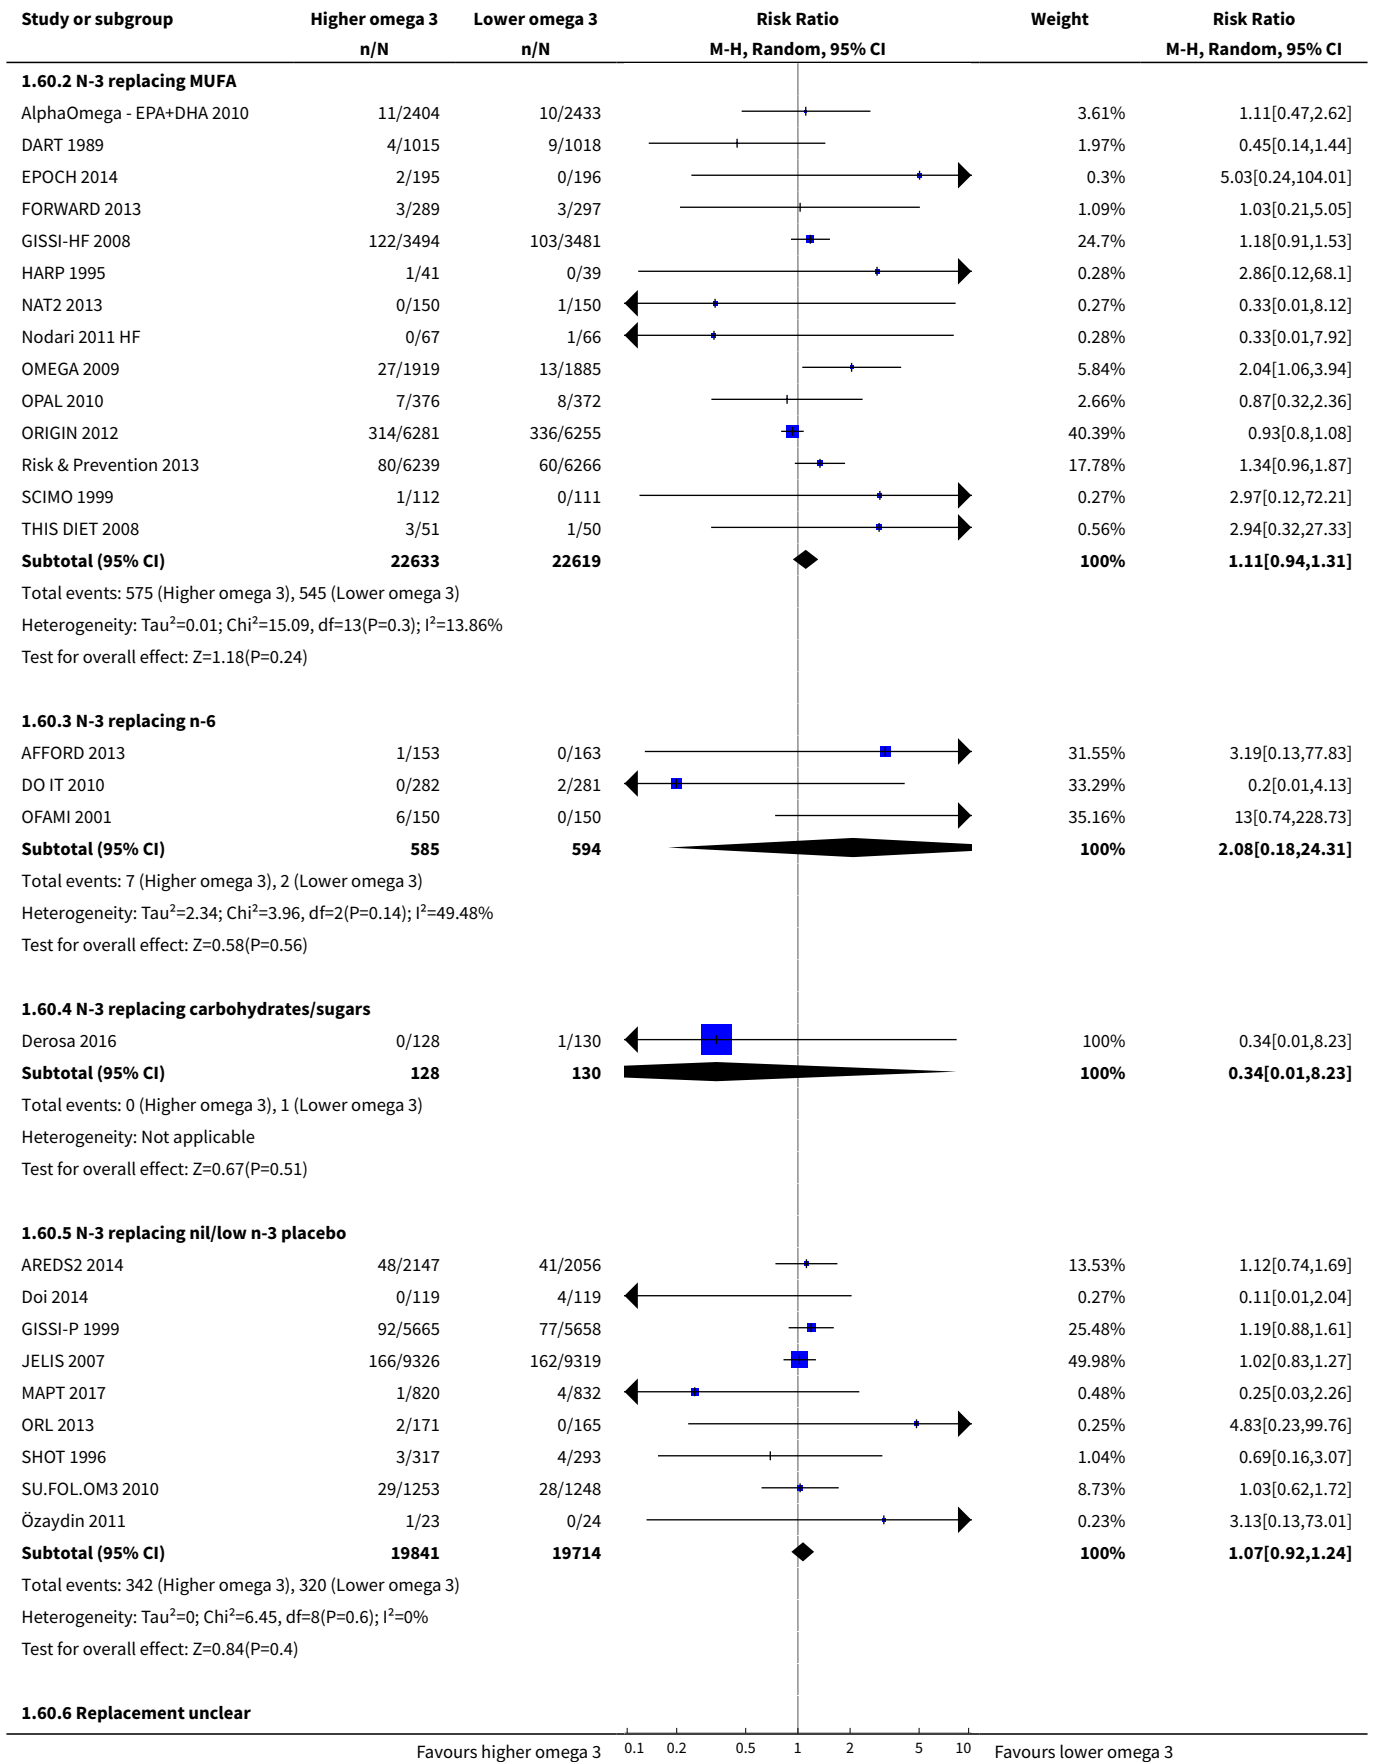 Study or subgroup Higher omega 3 Lower omega 3 Risk Ratio Weight Risk Ratio
n/N n/N M-H, Random, 95% CI M-H, Random, 95% CI
1.60.2 N-3 replacing MUFA
AlphaOmega - EPA+DHA 2010 11/2404 10/2433 3.61% 1.11[0.47,2.62]
DART 1989 4/1015 9/1018 1.97% 0.45[0.14,1.44]
EPOCH 2014 2/195 0/196 0.3% 5.03[0.24,104.01]
FORWARD 2013 3/289 3/297 1.09% 1.03[0.21,5.05]
GISSI-HF 2008 122/3494 103/3481 24.7% 1.18[0.91,1.53]
HARP 1995 1/41 0/39 0.28% 2.86[0.12,68.1]
NAT2 2013 0/150 1/150 0.27% 0.33[0.01,8.12]
Nodari 2011 HF 0/67 1/66 0.28% 0.33[0.01,7.92]
OMEGA 2009 27/1919 13/1885 5.84% 2.04[1.06,3.94]
OPAL 2010 7/376 8/372 2.66% 0.87[0.32,2.36]
ORIGIN 2012 314/6281 336/6255 40.39% 0.93[0.8,1.08]
Risk & Prevention 2013 80/6239 60/6266 17.78% 1.34[0.96,1.87]
SCIMO 1999 1/112 0/111 0.27% 2.97[0.12,72.21]
THIS DIET 2008 3/51 1/50 0.56% 2.94[0.32,27.33]
Subtotal (95% CI) 22633 22619 100% 1.11[0.94,1.31]
Total events: 575 (Higher omega 3), 545 (Lower omega 3)
Heterogeneity: Tau²=0.01; Chi²=15.09, df=13(P=0.3); I²=13.86%
Test for overall effect: Z=1.18(P=0.24)
1.60.3 N-3 replacing n-6
AFFORD 2013 1/153 0/163 31.55% 3.19[0.13,77.83]
DO IT 2010 0/282 2/281 33.29% 0.2[0.01,4.13]
OFAMI 2001 6/150 0/150 35.16% 13[0.74,228.73]
Subtotal (95% CI) 585 594 100% 2.08[0.18,24.31]
Total events: 7 (Higher omega 3), 2 (Lower omega 3)
Heterogeneity: Tau²=2.34; Chi²=3.96, df=2(P=0.14); I²=49.48%
Test for overall effect: Z=0.58(P=0.56)
1.60.4 N-3 replacing carbohydrates/sugars
Derosa 2016 0/128 1/130 100% 0.34[0.01,8.23]
Subtotal (95% CI) 128 130 100% 0.34[0.01,8.23]
Total events: 0 (Higher omega 3), 1 (Lower omega 3)
Heterogeneity: Not applicable
Test for overall effect: Z=0.67(P=0.51)
1.60.5 N-3 replacing nil/low n-3 placebo
AREDS2 2014 48/2147 41/2056 13.53% 1.12[0.74,1.69]
Doi 2014 0/119 4/119 0.27% 0.11[0.01,2.04]
GISSI-P 1999 92/5665 77/5658 25.48% 1.19[0.88,1.61]
JELIS 2007 166/9326 162/9319 49.98% 1.02[0.83,1.27]
MAPT 2017 1/820 4/832 0.48% 0.25[0.03,2.26]
ORL 2013 2/171 0/165 0.25% 4.83[0.23,99.76]
SHOT 1996 3/317 4/293 1.04% 0.69[0.16,3.07]
SU.FOL.OM3 2010 29/1253 28/1248 8.73% 1.03[0.62,1.72]
Özaydin 2011 1/23 0/24 0.23% 3.13[0.13,73.01]
Subtotal (95% CI) 19841 19714 100% 1.07[0.92,1.24]
Total events: 342 (Higher omega 3), 320 (Lower omega 3)
Heterogeneity: Tau²=0; Chi²=6.45, df=8(P=0.6); I²=0%
Test for overall effect: Z=0.84(P=0.4)
1.60.6 Replacement unclear
Favours higher omega 3 0.1 0.2 0.5 1 2 5 10 Favours lower omega 3